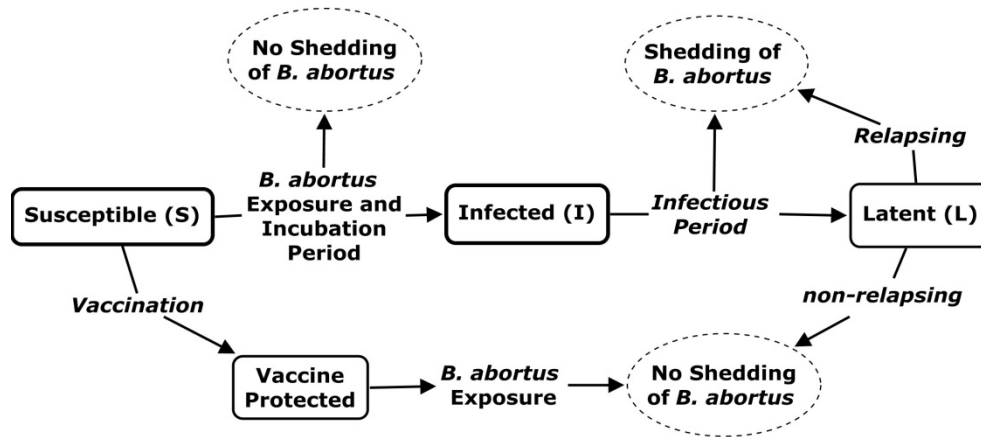 No Shedding
of B. abortus
Shedding of
B. abortus
Relapsing
Susceptible (S)
B. abortus
Exposure and
Incubation
Period
Infected (I)
Infectious
Period
Latent (L)
Vaccination
non-relapsing
Vaccine
Protected
B. abortus
Exposure
No Shedding
of B. abortus